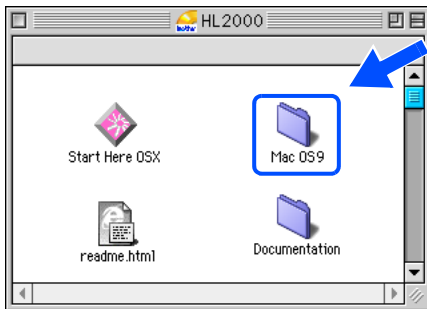 HL2000
Start Here OSX
Mac OS9
readme.html
Documentation